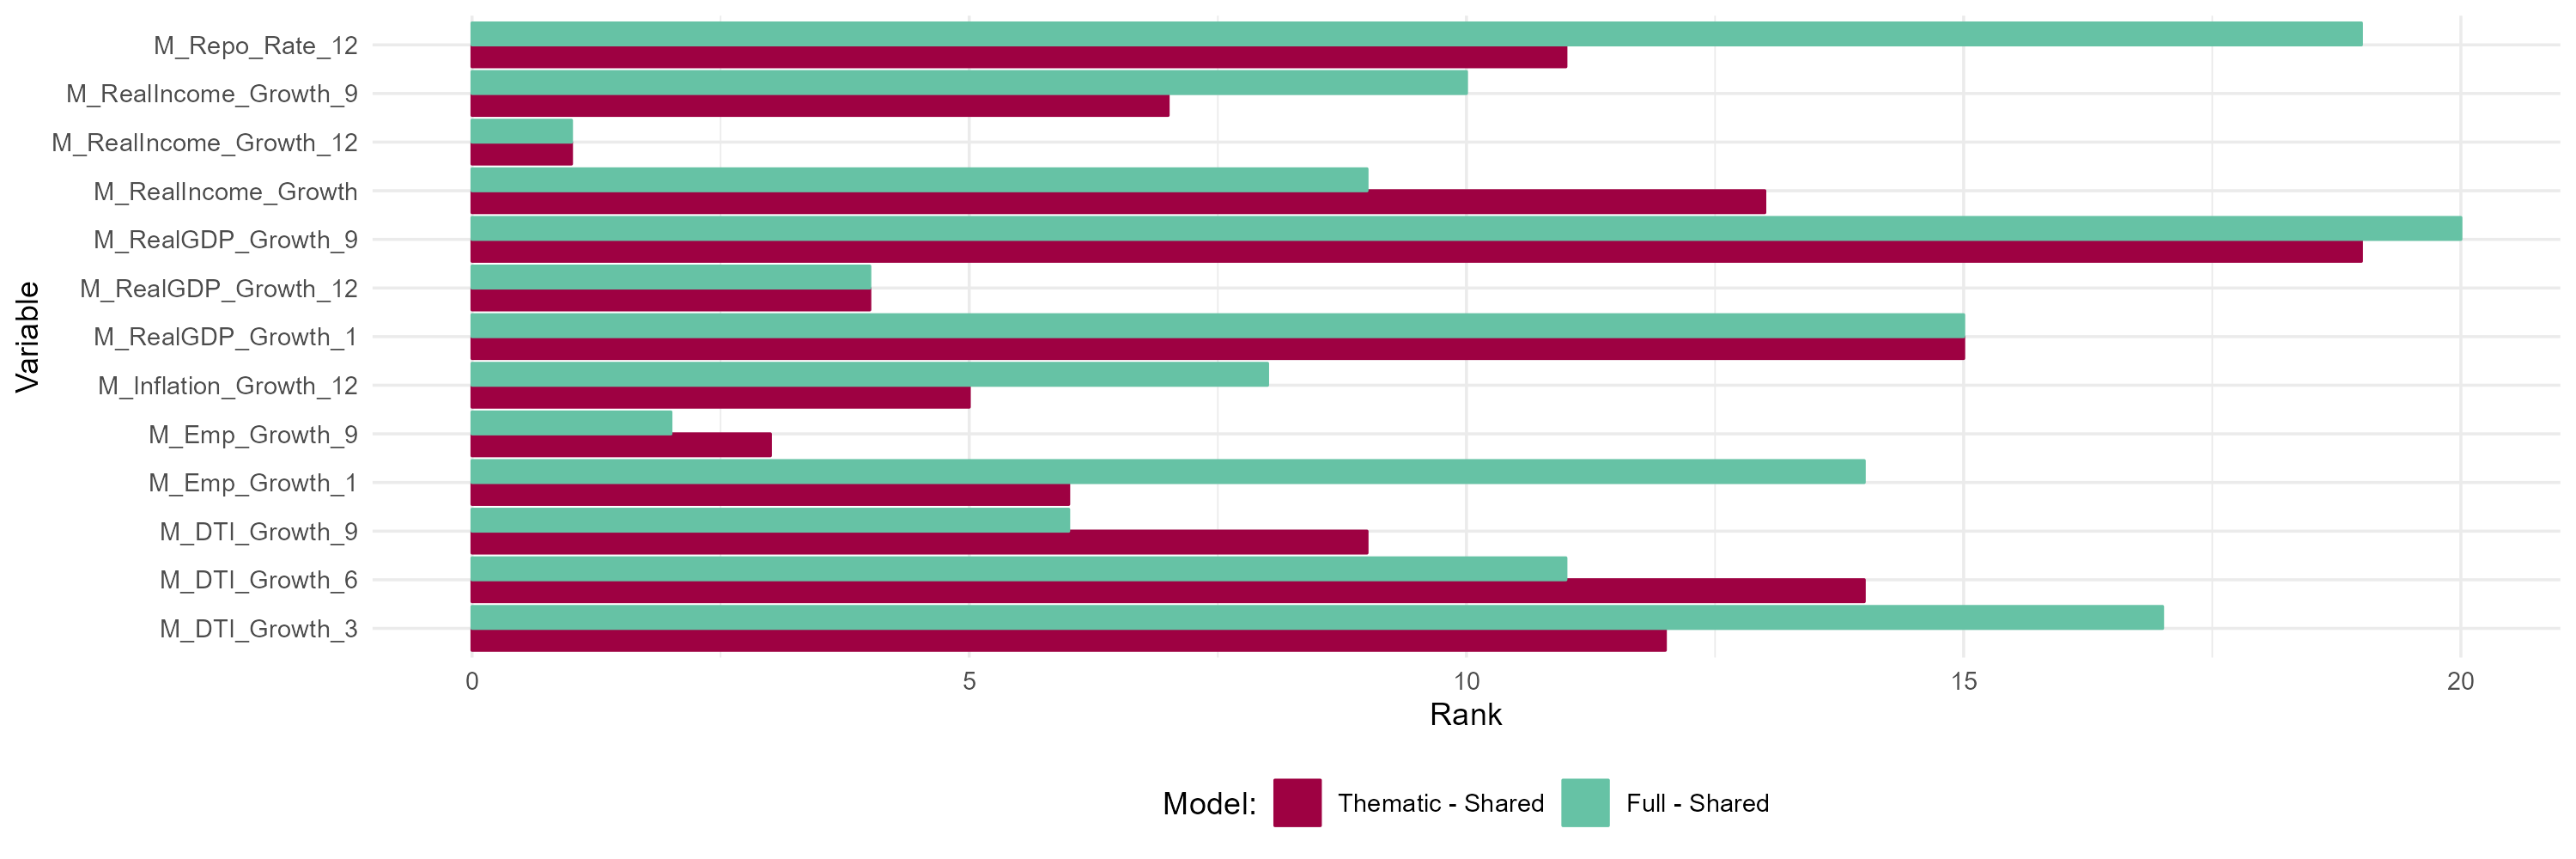 M_Repo_Rate_12
M_RealIncome_Growth_9
M_RealIncome_Growth_12
M_RealIncome_Growth
M_RealGDP_Growth_9
M_RealGDP_Growth_12
M_RealGDP_Growth_1
M_Inflation_Growth_12
M_Emp_Growth_9
M_Emp_Growth_1
M_DTI_Growth_9
M_DTI_Growth_6
M_DTI_Growth_3
Variable
0 5 10 15 20
Rank
Model: Thematic - Shared Full - Shared